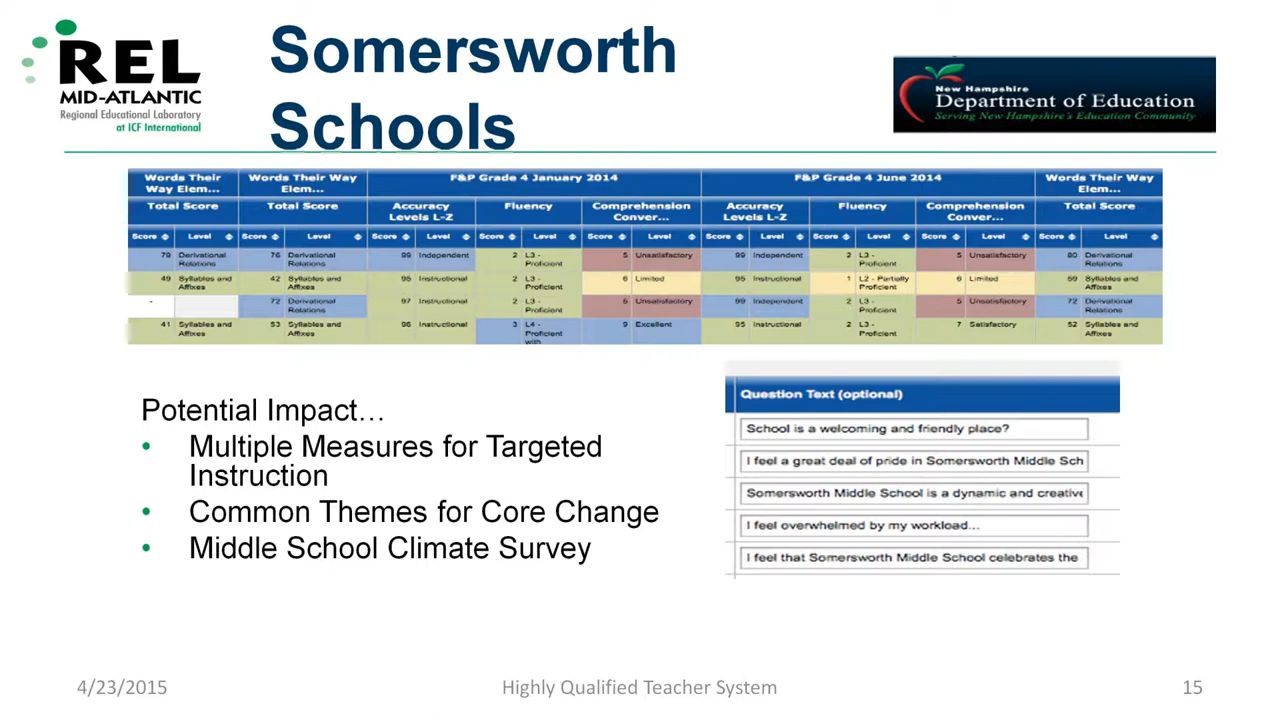 REL
MID-ATLANTIC
Regional Educational Laboratory
at ICF International
Somersworth
Schools
New Hampshire
Department of Education
Serving New Hampshire's Education Community
Words Their Way Elem... Words Their Way Elem... F&P Grade 4 January 2014 F&P Grade 4 June 2014 Words Their Way Elem...
Total Score Total Score Accuracy Levels L-Z Fluency Comprehension Conver... Accuracy Levels L-Z Fluency Comprehension Conver... Total Score
Score Level Score Level Score Level Score Level Score Level Score Level Score Level Score Level Score Level
79 Derivational Relations 76 Derivational Relations 99 Independent 2 L3 - Proficient 5 Unsatisfactory 99 Independent 2 L3 - Proficient 5 Unsatisfactory 80 Derivational Relations
49 Syllables and Affixes 42 Syllables and Affixes 95 Instructional 2 L3 - Proficient 6 Limited 95 Instructional 1 L2 - Partially Proficient 6 Limited 59 Syllables and Affixes
- 72 Derivational Relations 97 Instructional 2 L3 - Proficient 5 Unsatisfactory 99 Independent 2 L3 - Proficient 5 Unsatisfactory 72 Derivational Relations
41 Syllables and Affixes 53 Syllables and Affixes 96 Instructional 3 L4 - Proficient with 9 Excellent 95 Instructional 2 L3 - Proficient 7 Satisfactory 52 Syllables and Affixes
Potential Impact...
• Multiple Measures for Targeted
Instruction
• Common Themes for Core Change
• Middle School Climate Survey
Question Text (optional)
School is a welcoming and friendly place?
I feel a great deal of pride in Somersworth Middle Sch
Somersworth Middle School is a dynamic and creative
I feel overwhelmed by my workload...
I feel that Somersworth Middle School celebrates the
4/23/2015
Highly Qualified Teacher System
15